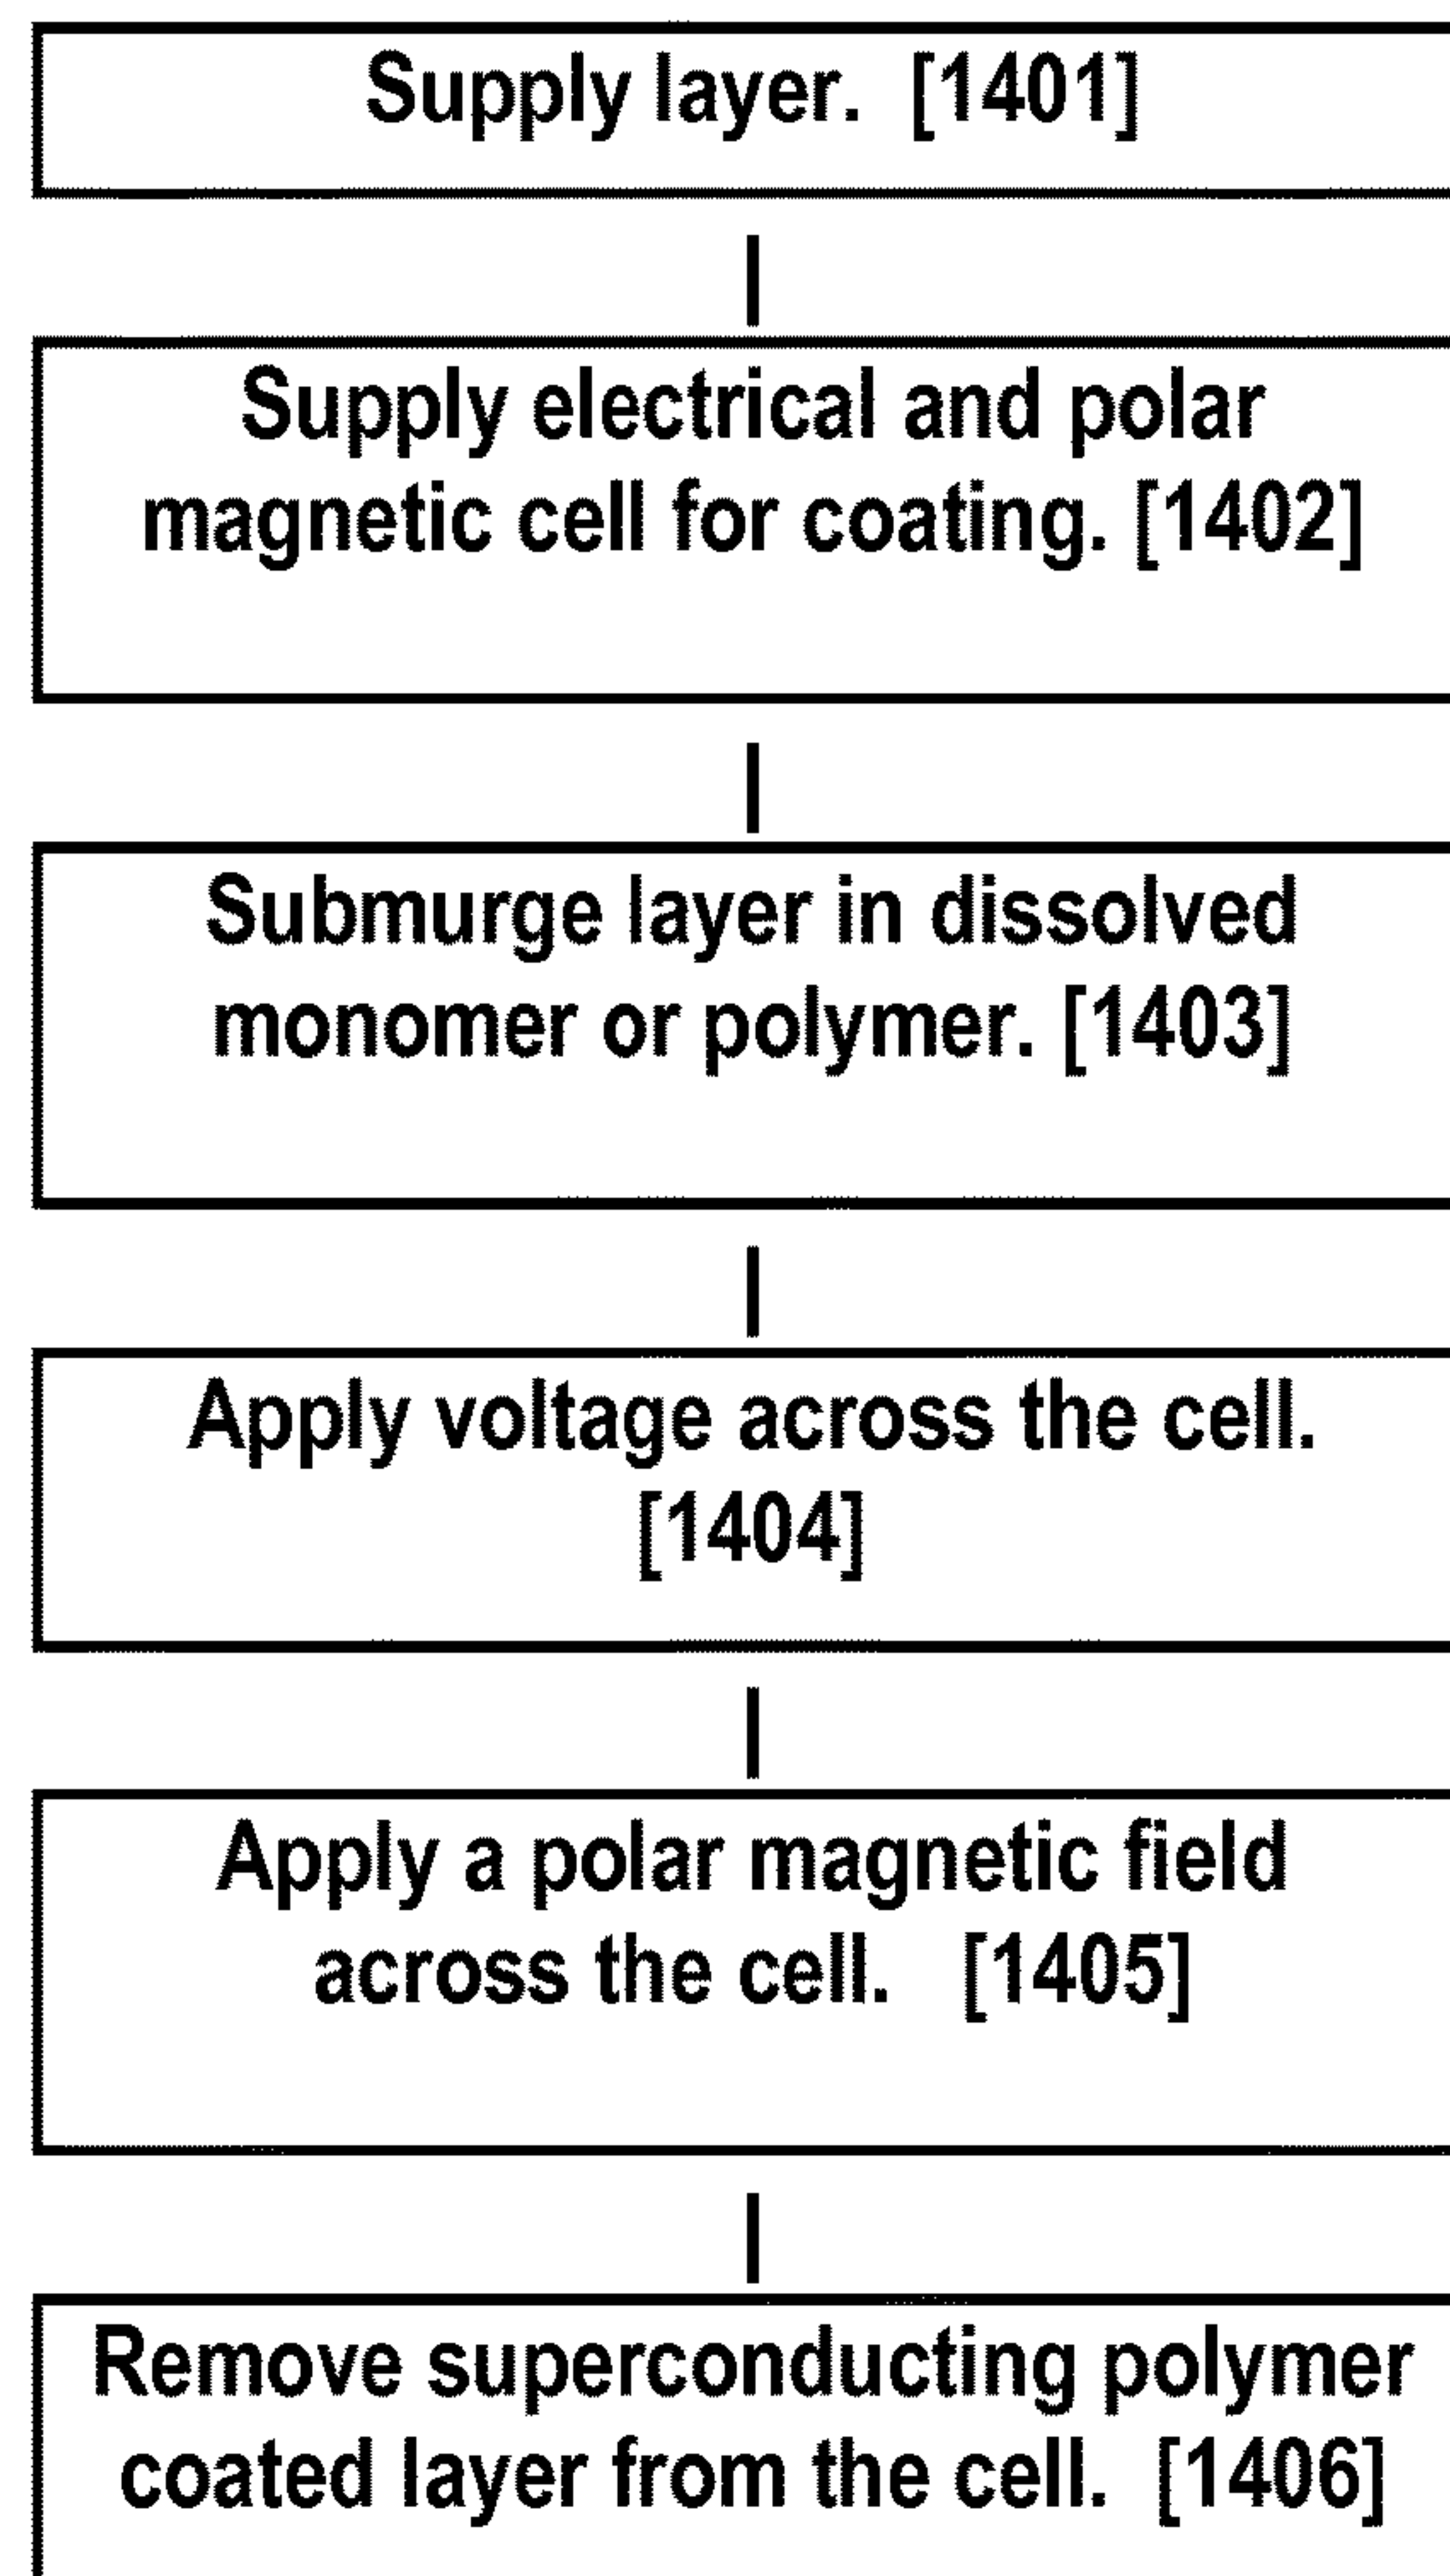 Supply layer. [1401]
Supply electrical and polar
magnetic cell for coating. [1402]
Submurge layer in dissolved
monomer or polymer. [1403]
Apply voltage across the cell.
[1404]
Apply a polar magnetic field
across the cell. [1405]
Remove superconducting polymer
coated layer from the cell. [1406]